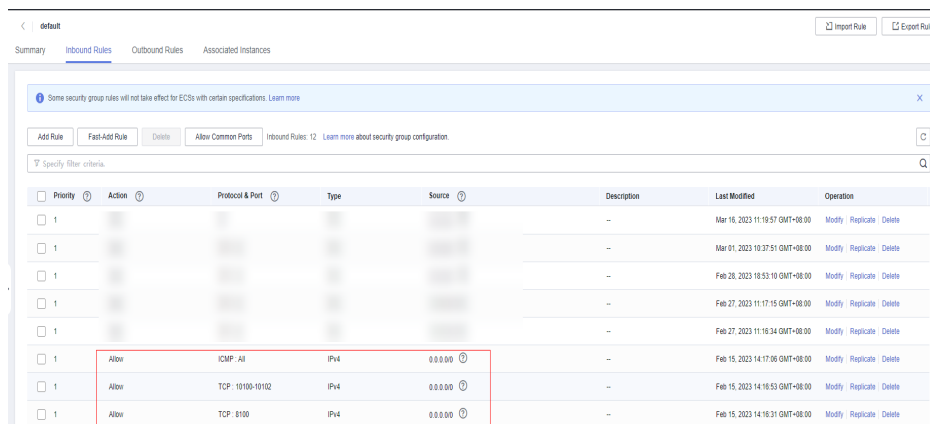 default
Import Rule
Export Rul
Summary Inbound Rules Outbound Rules Associated Instances
Some security group rules will not take effect for ECSs with certain specifications. Learn more
Add Rule Fast-Add Rule Delete Allow Common Ports Inbound Rules: 12 Learn more about security group configuration.
Specify filter criteria.
Priority Action Protocol & Port Type Source Description Last Modified Operation
1 -- Mar 16, 2023 11:19:57 GMT+08:00 Modify Replicate Delete
1 -- Mar 01, 2023 10:37:51 GMT+08:00 Modify Replicate Delete
1 -- Feb 28, 2023 18:53:10 GMT+08:00 Modify Replicate Delete
1 -- Feb 27, 2023 11:17:15 GMT+08:00 Modify Replicate Delete
1 -- Feb 27, 2023 11:16:34 GMT+08:00 Modify Replicate Delete
1 Allow ICMP : All IPv4 0.0.0.0/0 -- Feb 15, 2023 14:17:06 GMT+08:00 Modify Replicate Delete
1 Allow TCP : 10100-10102 IPv4 0.0.0.0/0 -- Feb 15, 2023 14:16:53 GMT+08:00 Modify Replicate Delete
1 Allow TCP : 8100 IPv4 0.0.0.0/0 -- Feb 15, 2023 14:16:31 GMT+08:00 Modify Replicate Delete